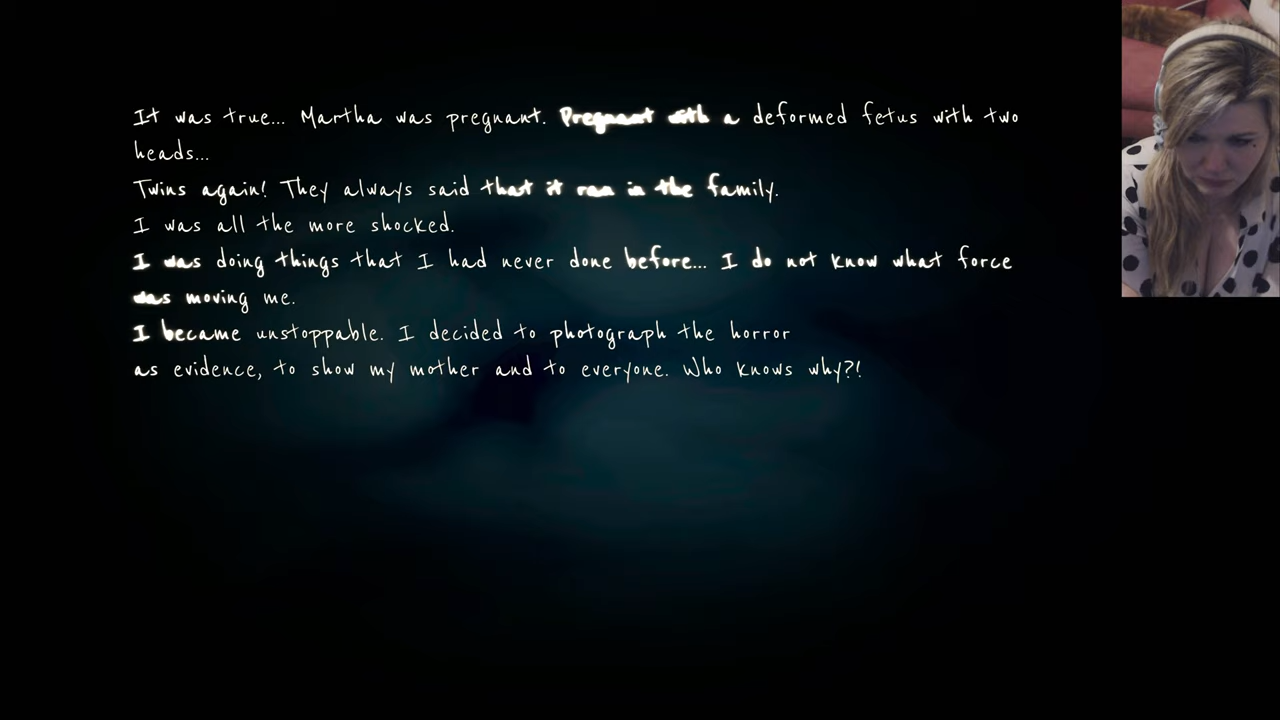 It was true... Martha was pregnant. Pregnant with a deformed fetus with two
heads...
Twins again! They always said that it ran in the family.
I was all the more shocked.
I was doing things that I had never done before... I do not know what force
was moving me.
I became unstoppable. I decided to photograph the horror
as evidence, to show my mother and to everyone. Who knows why?!